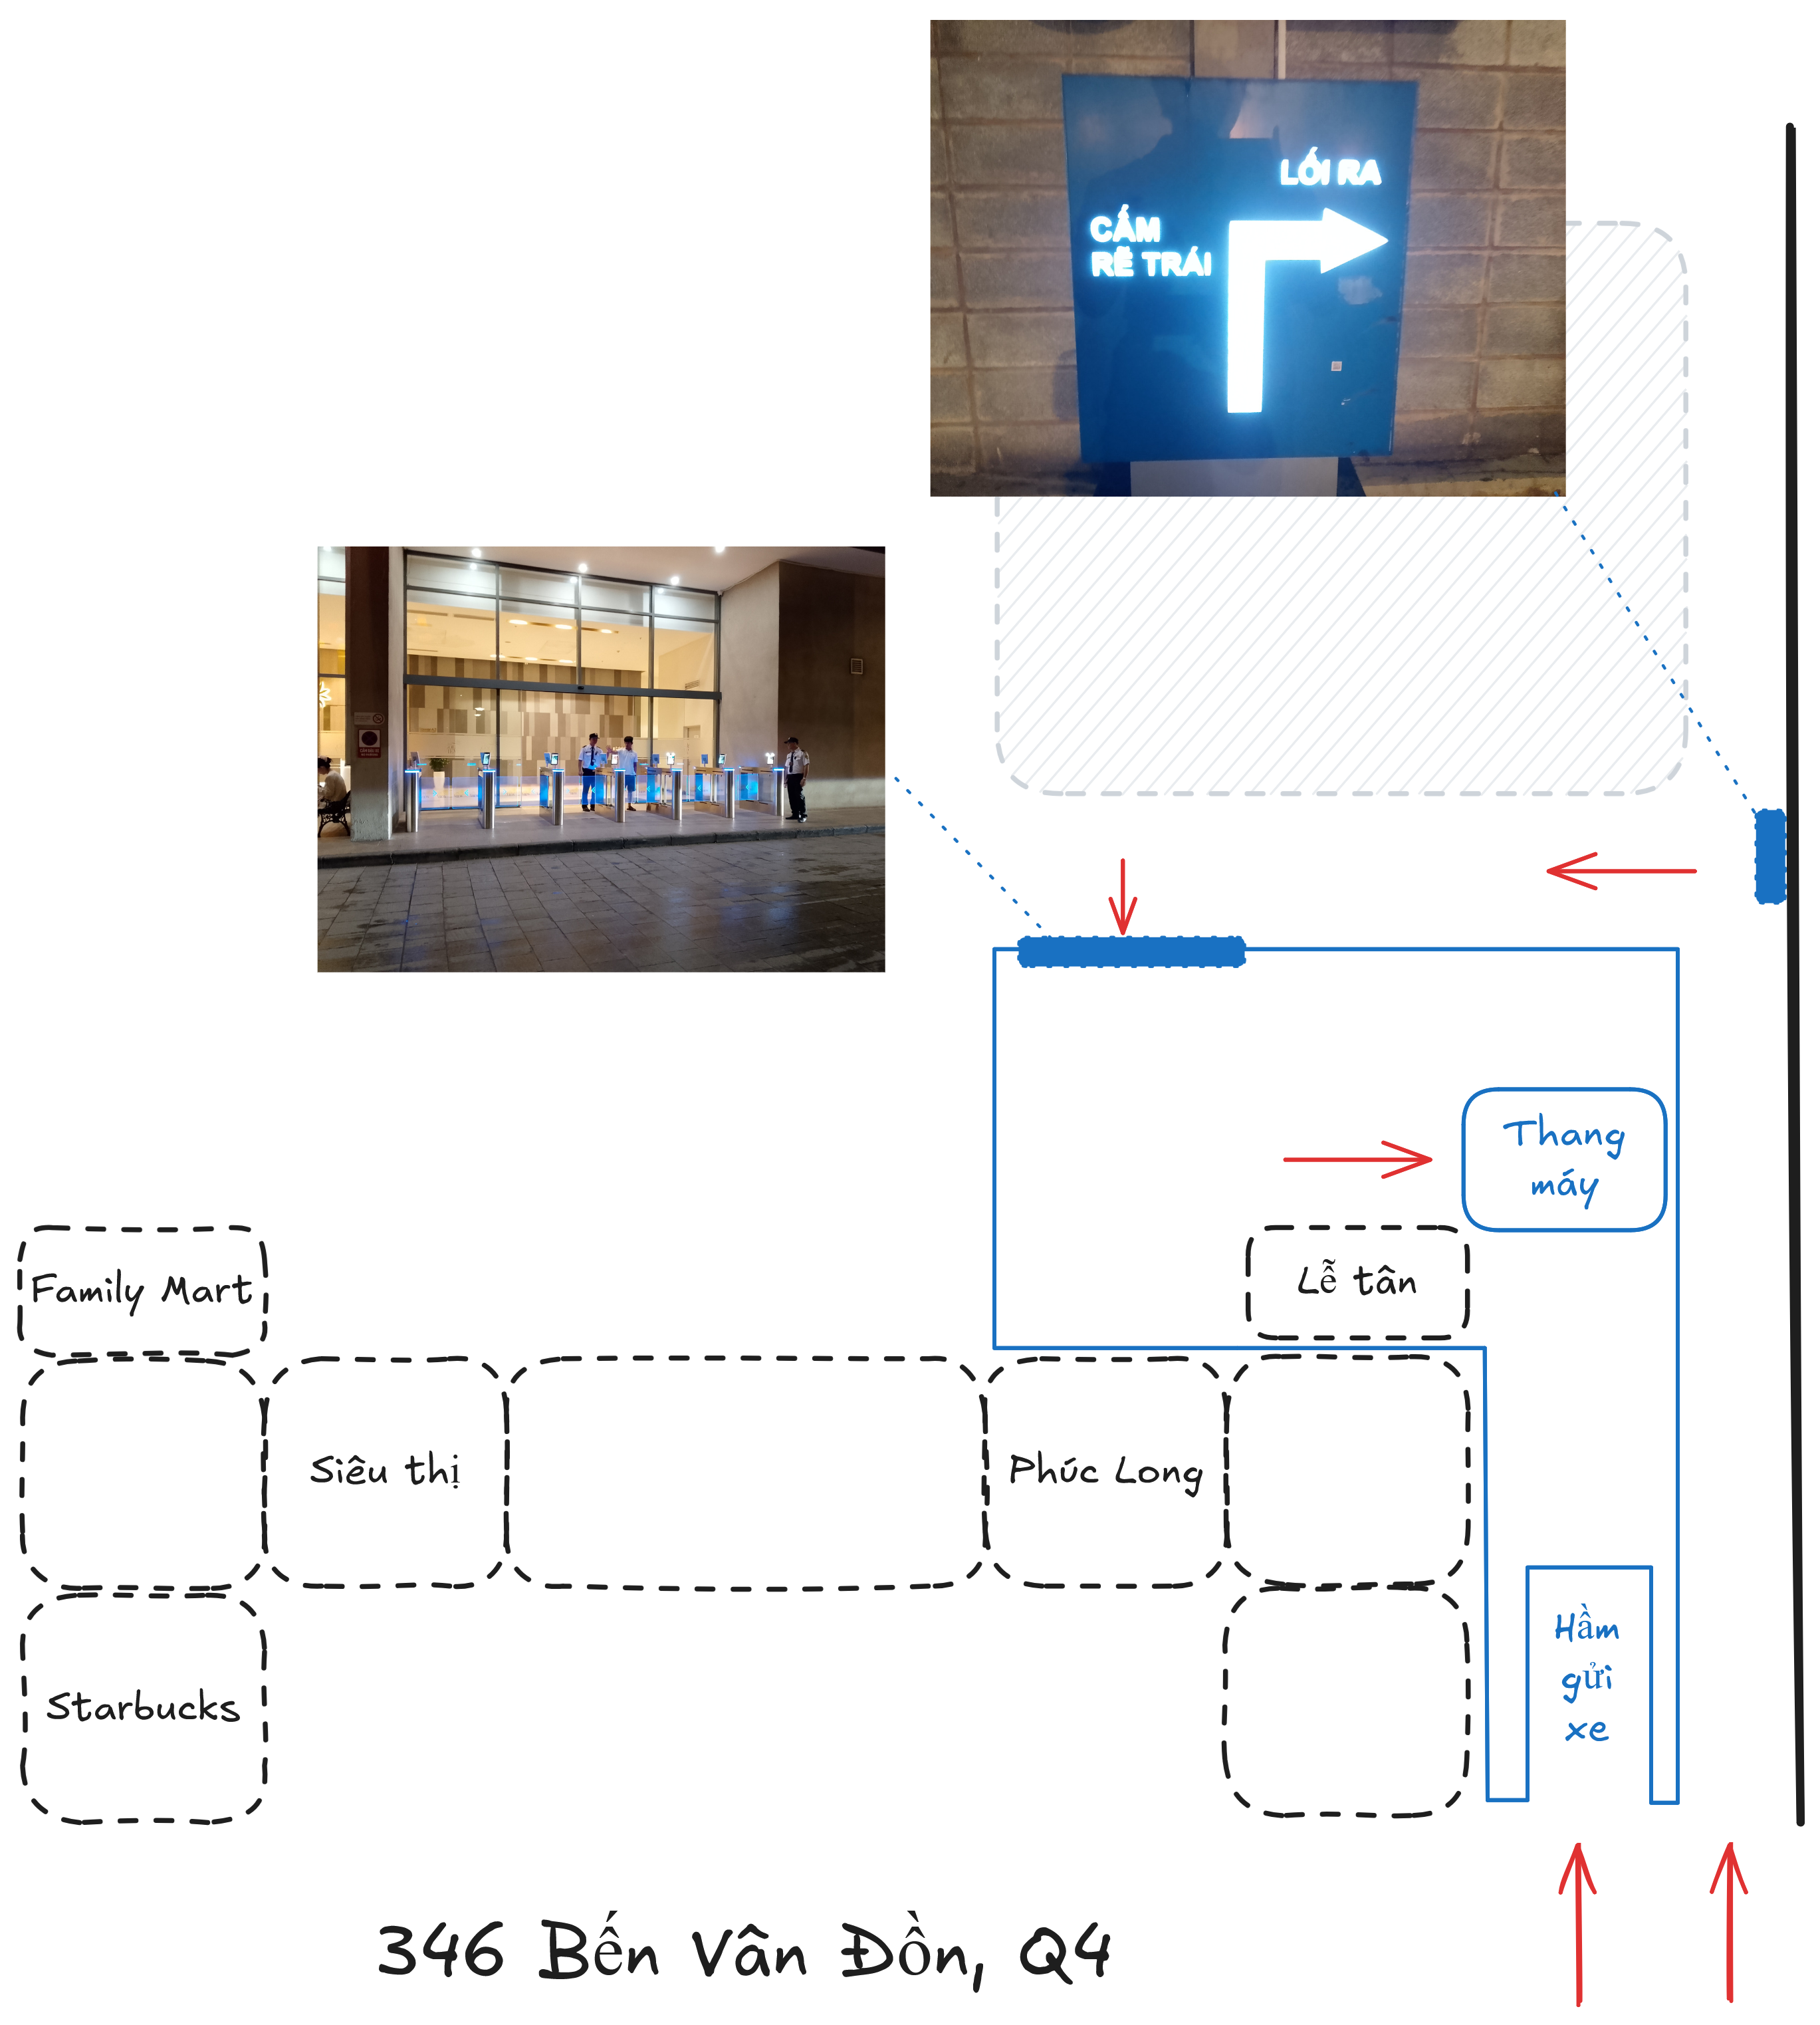 LỐI RA
CẤM
RẼ TRÁI
Thang
máy
Family Mart
Lễ tân
Siêu thị
Phúc Long
Hầm
gửi
xe
Starbucks
346 Bến Vân Đồn, Q4